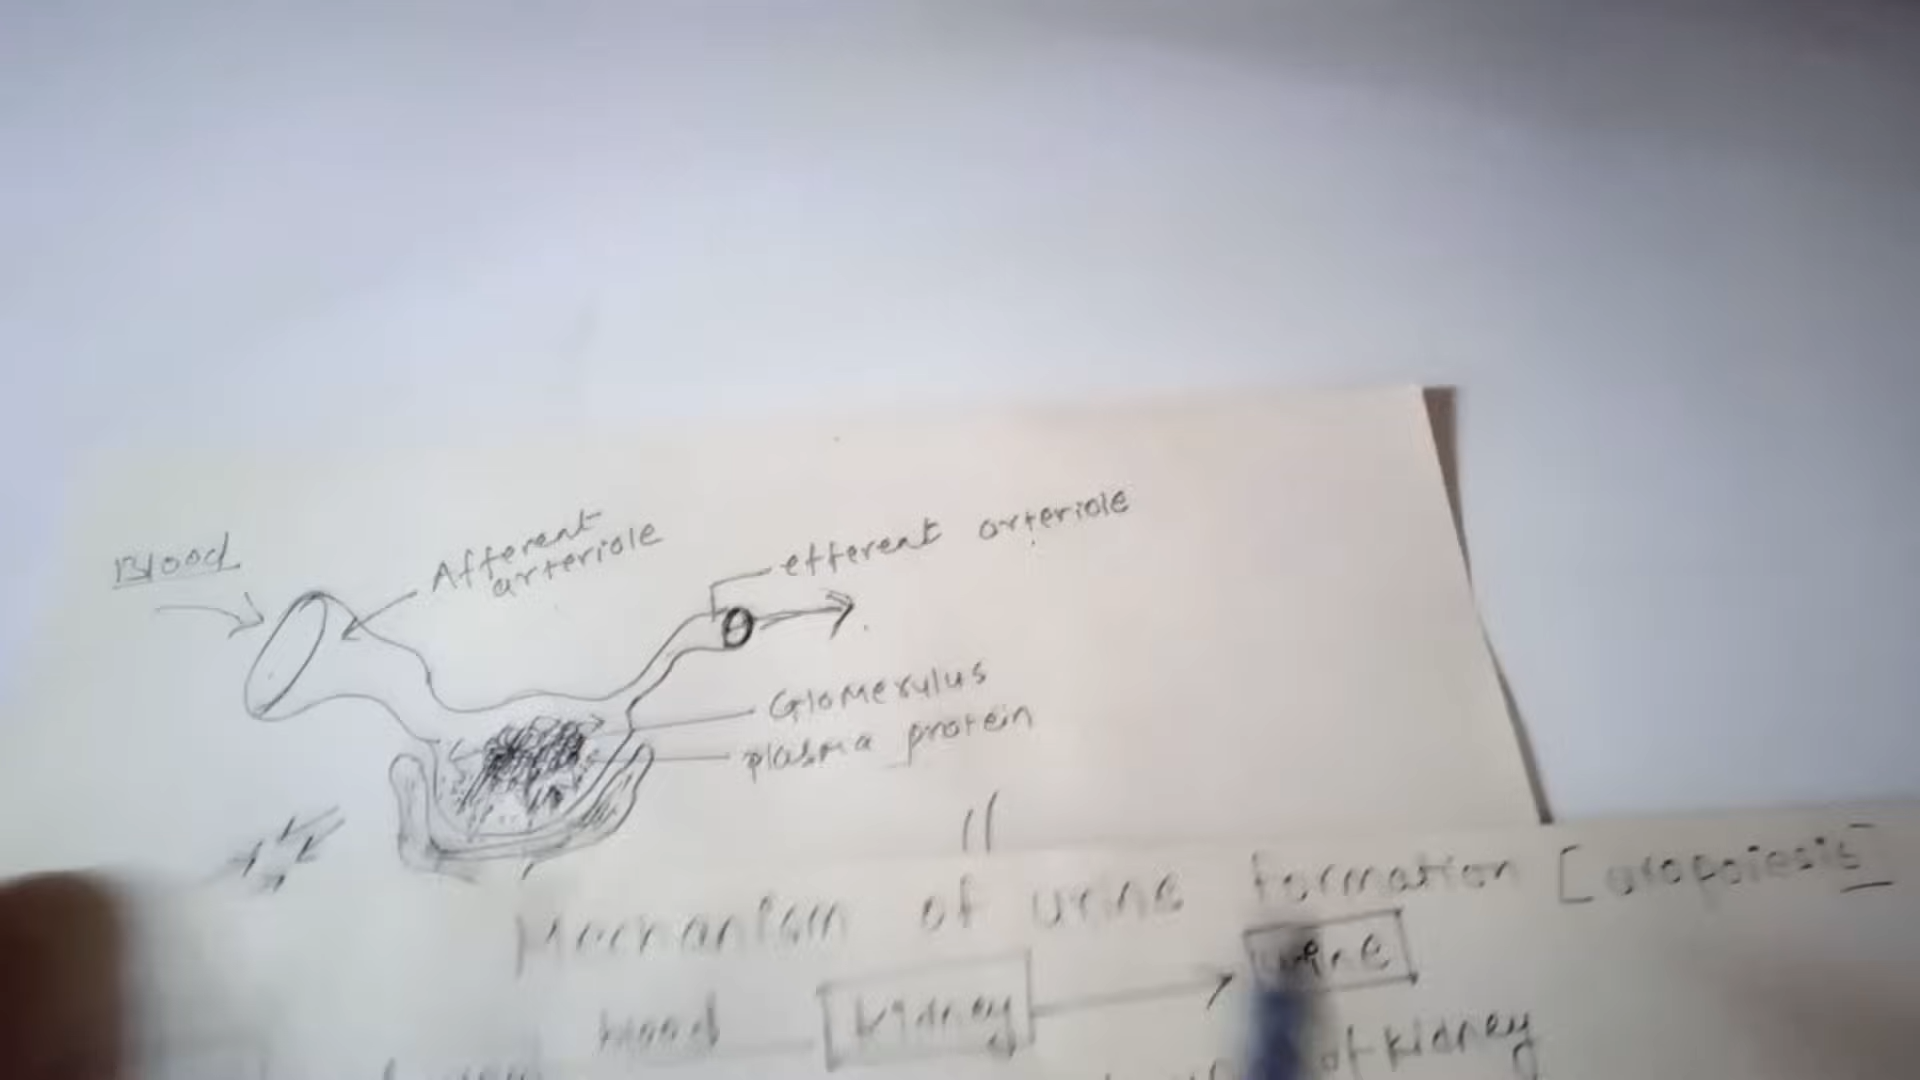 Blood
Afferent
arteriole
efferent arteriole
Glomerulus
plasma protein
Mechanism of urine formation [uropoiesis
blood
kidney
urine
of kidney